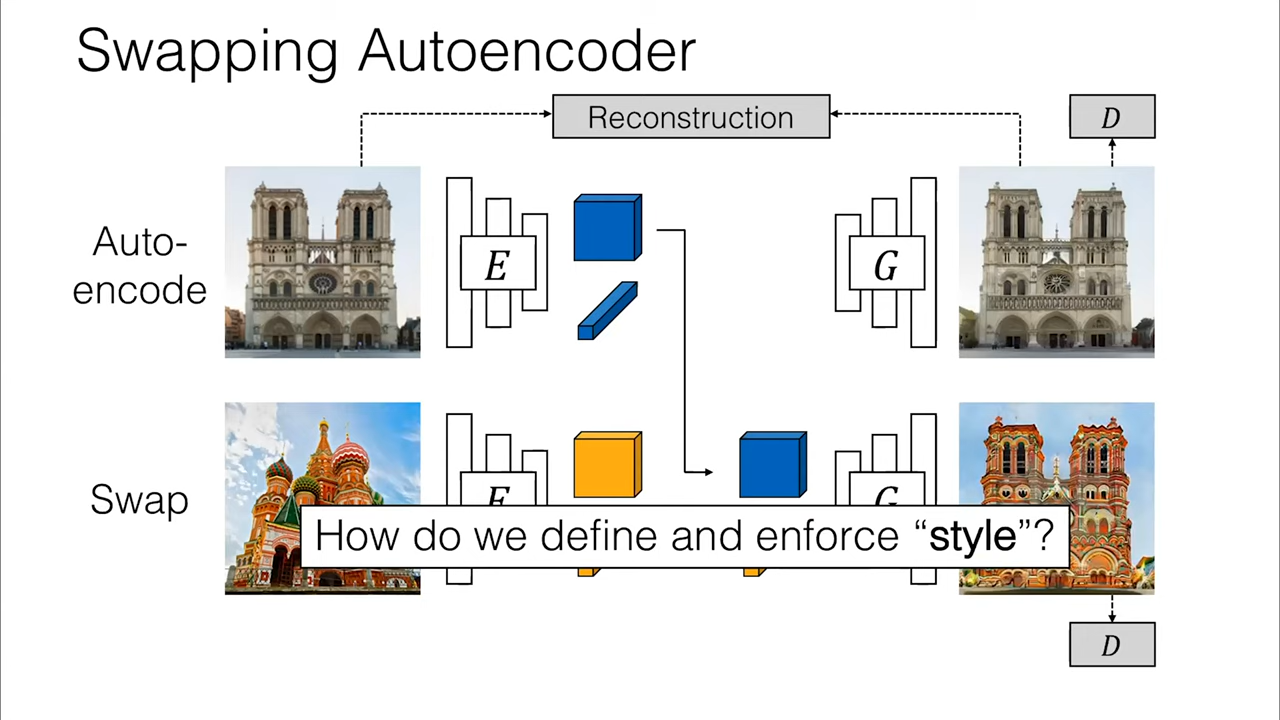 Swapping Autoencoder
Reconstruction
D
Auto-
encode
E
G
Swap
E
G
How do we define and enforce “style”?
D